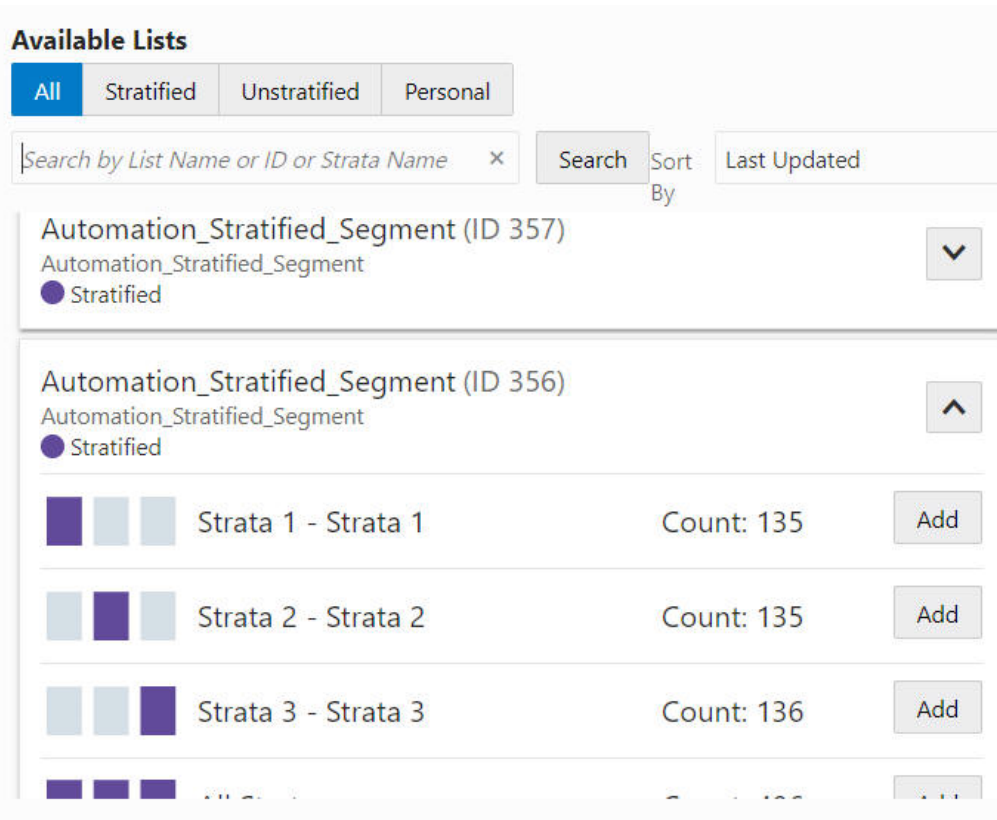 Available Lists
All Stratified Unstratified Personal
Search by List Name or ID or Strata Name × Search Sort By Last Updated
Automation_Stratified_Segment (ID 357)
Automation_Stratified_Segment
Stratified
Automation_Stratified_Segment (ID 356)
Automation_Stratified_Segment
Stratified
Strata 1 - Strata 1 Count: 135 Add
Strata 2 - Strata 2 Count: 135 Add
Strata 3 - Strata 3 Count: 136 Add